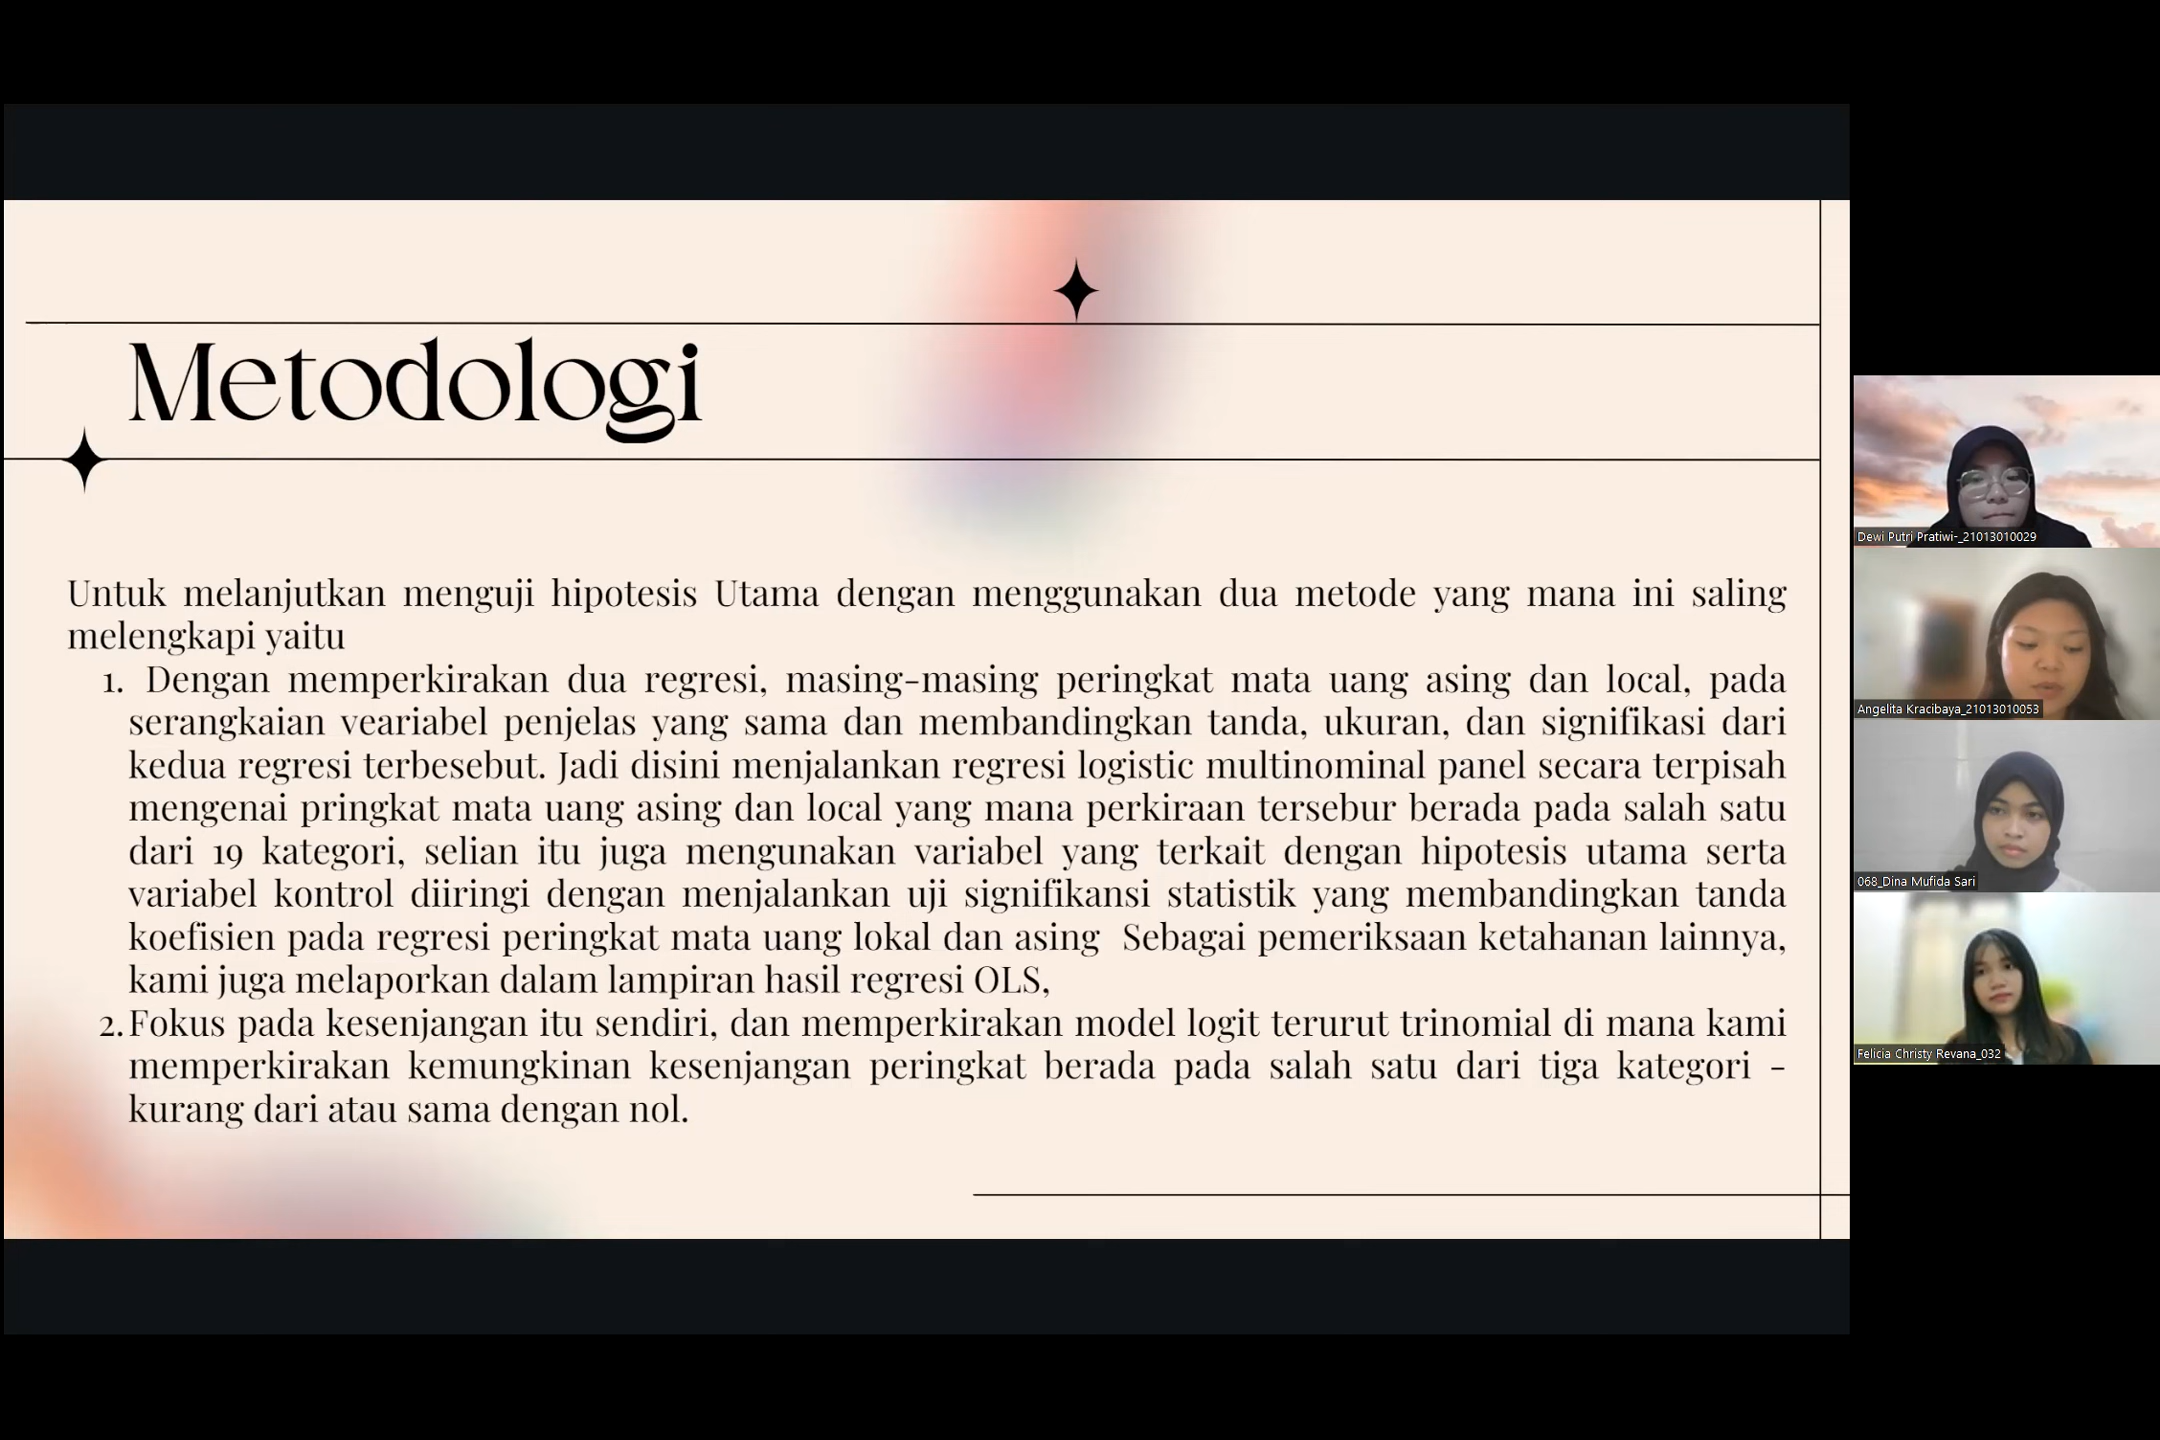 Metodologi
Untuk melanjutkan menguji hipotesis Utama dengan menggunakan dua metode yang mana ini saling
melengkapi yaitu
1. Dengan memperkirakan dua regresi, masing-masing peringkat mata uang asing dan local, pada
serangkaian veariabel penjelas yang sama dan membandingkan tanda, ukuran, dan signifikasi dari
kedua regresi terbesebut. Jadi disini menjalankan regresi logistic multinominal panel secara terpisah
mengenai pringkat mata uang asing dan local yang mana perkiraan tersebur berada pada salah satu
dari 19 kategori, selian itu juga mengunakan variabel yang terkait dengan hipotesis utama serta
variabel kontrol diiringi dengan menjalankan uji signifikansi statistik yang membandingkan tanda
koefisien pada regresi peringkat mata uang lokal dan asing  Sebagai pemeriksaan ketahanan lainnya,
kami juga melaporkan dalam lampiran hasil regresi OLS,
2. Fokus pada kesenjangan itu sendiri, dan memperkirakan model logit terurut trinomial di mana kami
memperkirakan kemungkinan kesenjangan peringkat berada pada salah satu dari tiga kategori -
kurang dari atau sama dengan nol.
Dewi Putri Pratiwi-_21013010029
Angelita Kracibaya_21013010053
068_Dina Mufida Sari
Felicia Christy Revana_032